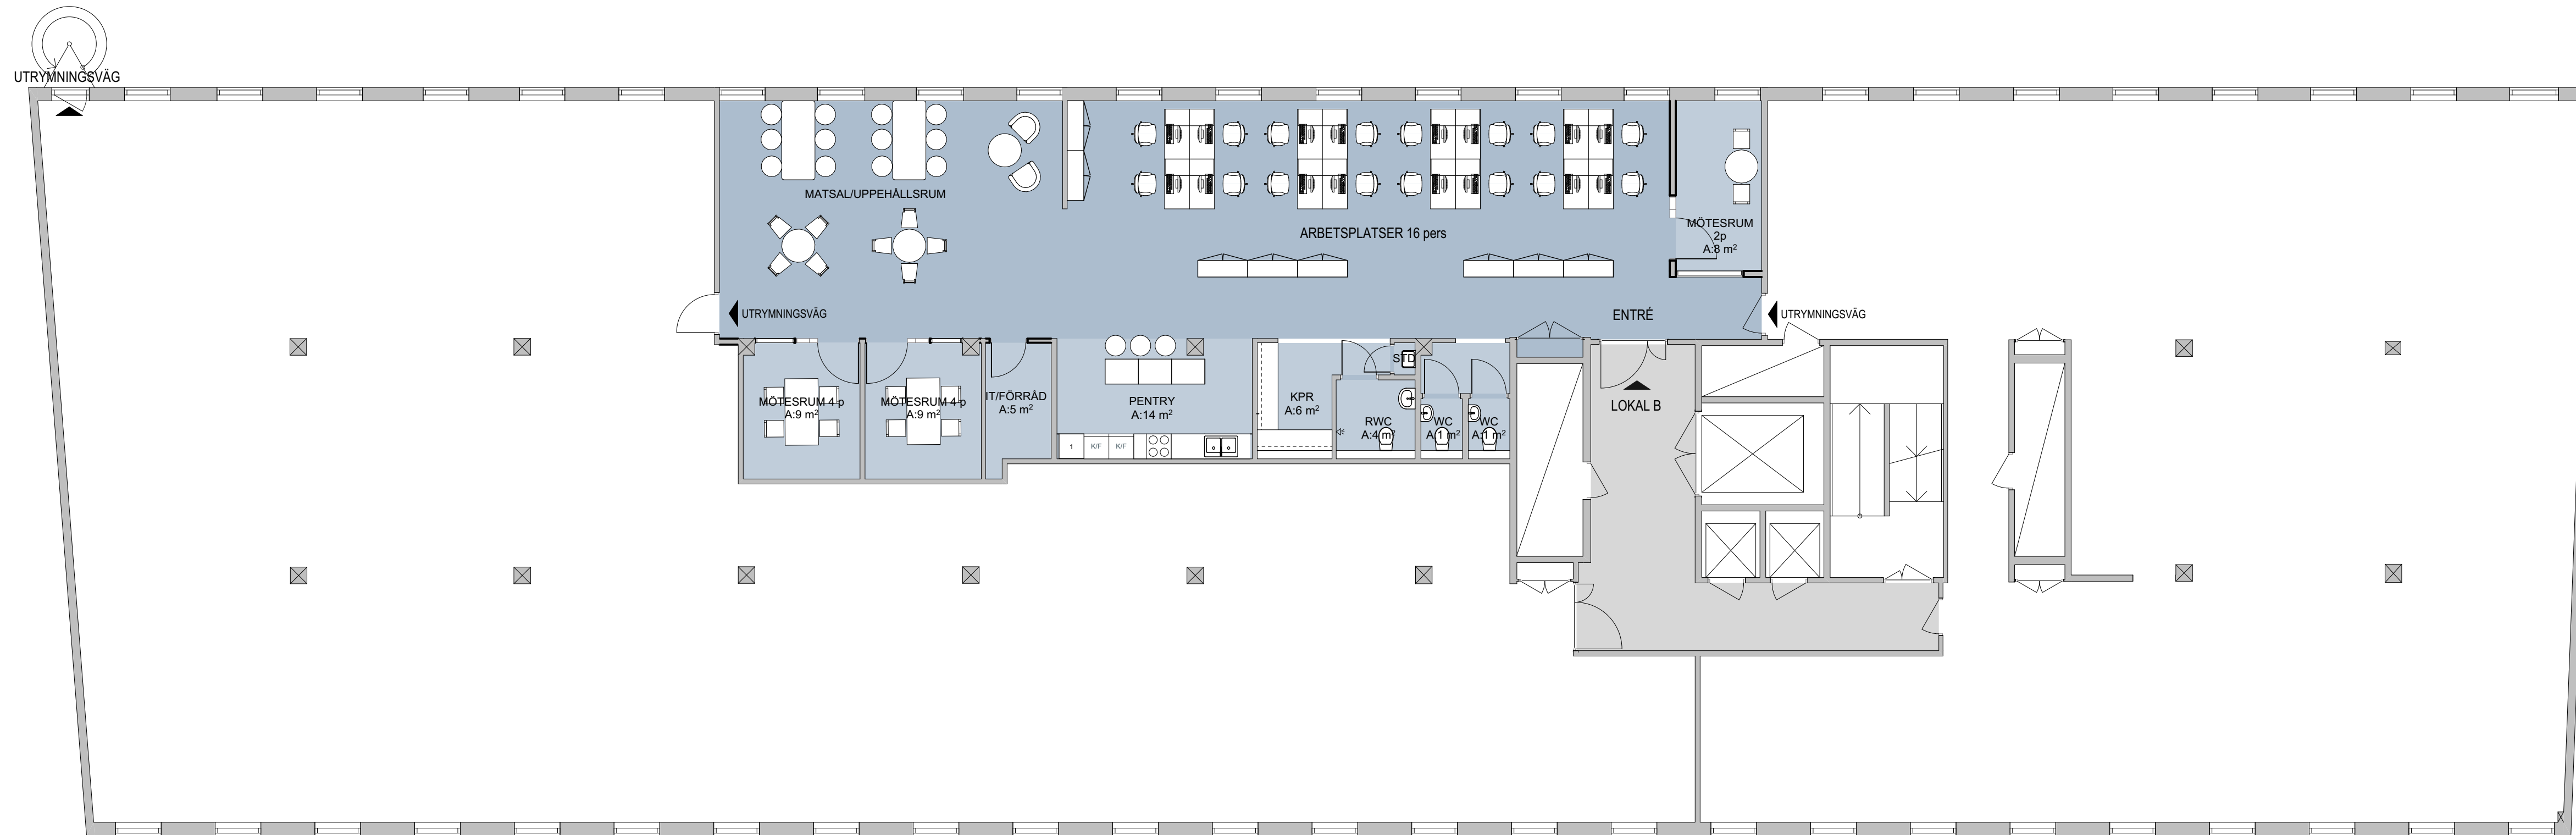 UTRYMNINGSVÄG
MATSAL/UPPEHÅLLSRUM
ARBETSPLATSER 16 pers
MÖTESRUM
2p
A:8 m²
UTRYMNINGSVÄG
ENTRÉ
UTRYMNINGSVÄG
MÖTESRUM 4 p
A:9 m²
MÖTESRUM 4 p
A:9 m²
IT/FÖRRÅD
A:5 m²
PENTRY
A:14 m²
1
K/F
K/F
KPR
A:6 m²
STD
RWC
A:4 m²
WC
A:1 m²
WC
A:1 m²
LOKAL B